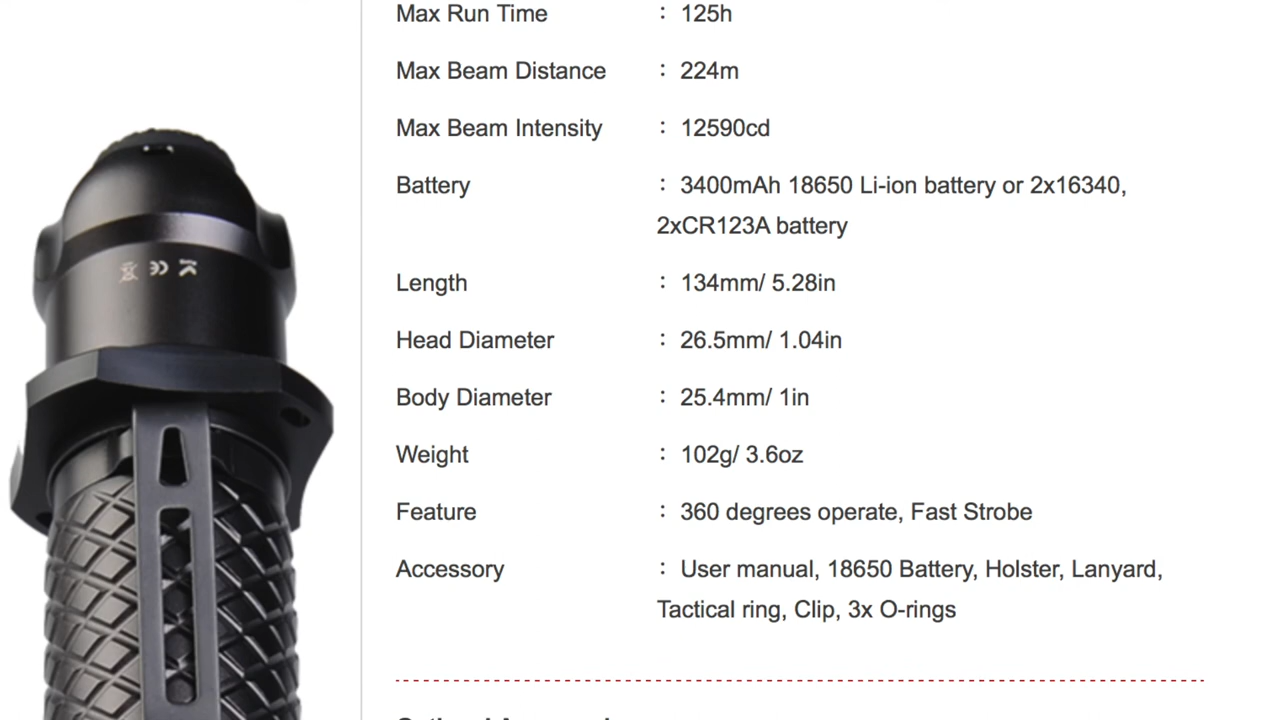 Max Run Time : 125h
Max Beam Distance : 224m
Max Beam Intensity : 12590cd
Battery : 3400mAh 18650 Li-ion battery or 2x16340,
2xCR123A battery
Length : 134mm/ 5.28in
Head Diameter : 26.5mm/ 1.04in
Body Diameter : 25.4mm/ 1in
Weight : 102g/ 3.6oz
Feature : 360 degrees operate, Fast Strobe
Accessory : User manual, 18650 Battery, Holster, Lanyard,
Tactical ring, Clip, 3x O-rings